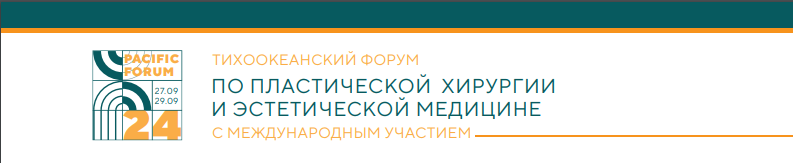 PACIFIC
FORUM
27.09
29.09
24
ТИХООКЕАНСКИЙ ФОРУМ
ПО ПЛАСТИЧЕСКОЙ ХИРУРГИИ
И ЭСТЕТИЧЕСКОЙ МЕДИЦИНЕ
С МЕЖДУНАРОДНЫМ УЧАСТИЕМ